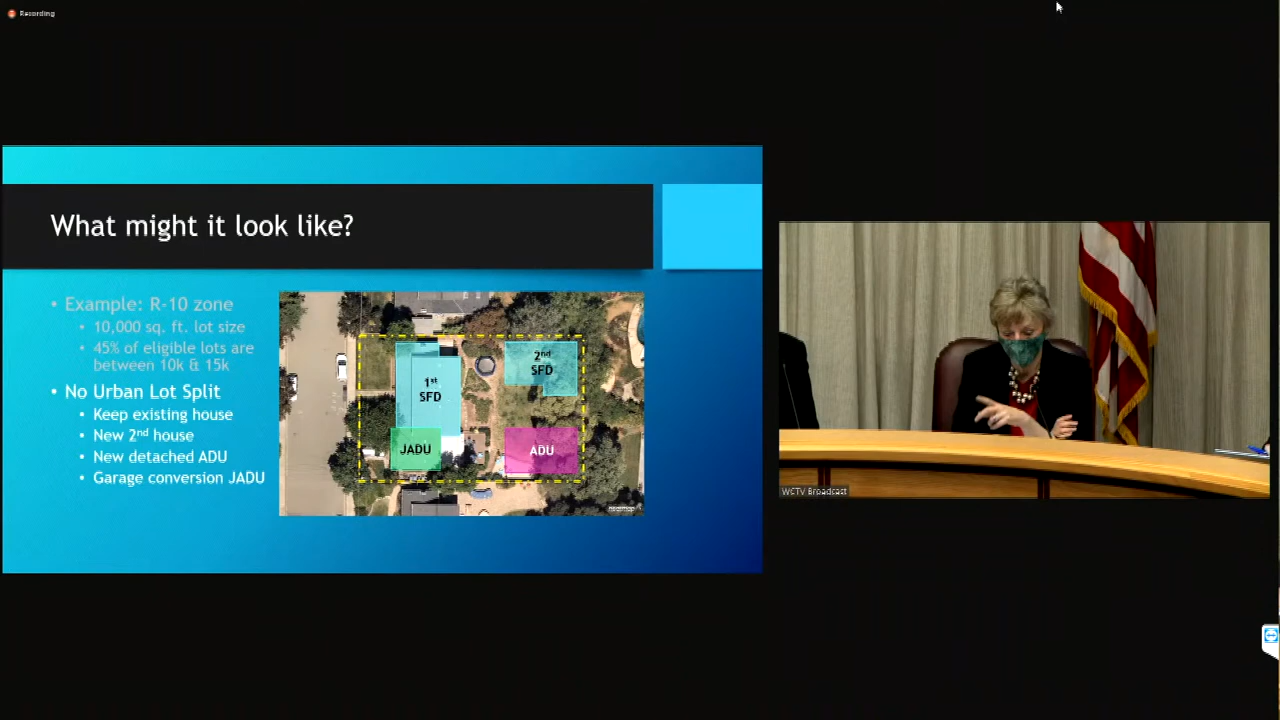 Recording
What might it look like?
• Example: R-10 zone
• 10,000 sq. ft. lot size
• 45% of eligible lots are
between 10k & 15k
• No Urban Lot Split
• Keep existing house
• New 2nd house
• New detached ADU
• Garage conversion JADU
1st
SFD
2nd
SFD
JADU
ADU
WCTV Broadcast